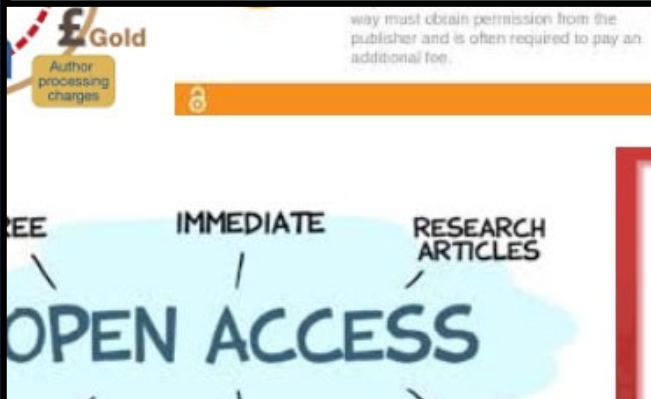 £Gold
Author
processing
charges
way must obtain permission from the
publisher and is often required to pay an
additional fee.
REE
IMMEDIATE
RESEARCH
ARTICLES
OPEN ACCESS